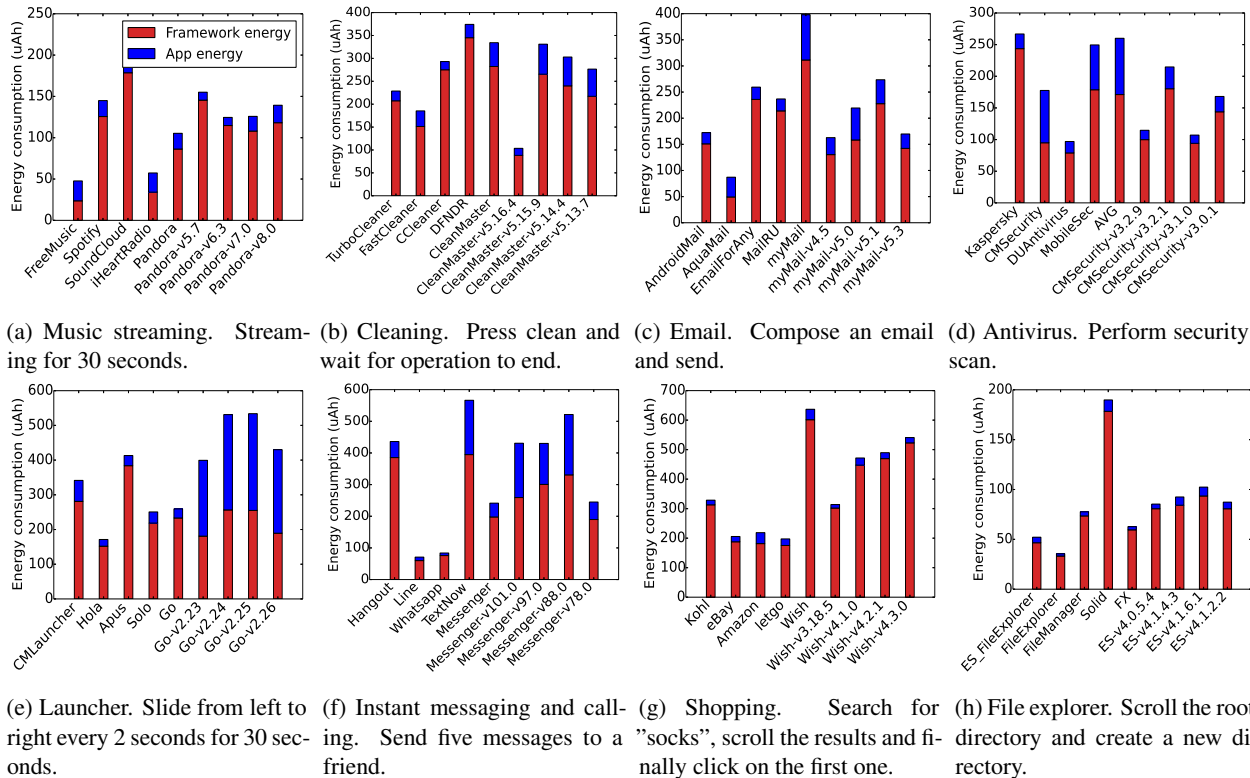 Energy consumption (uAh)
250
200
150
100
50
0
Framework energy
App energy
FreeMusic
Spotify
SoundCloud
iHeartRadio
Pandora
Pandora-v5.7
Pandora-v6.3
Pandora-v7.0
Pandora-v8.0
Energy consumption (uAh)
400
350
300
250
200
150
100
50
0
TurboCleaner
FastCleaner
CCleaner
DFNDR
CleanMaster
CleanMaster-v5.16.4
CleanMaster-v5.15.9
CleanMaster-v5.14.4
CleanMaster-v5.13.7
Energy consumption (uAh)
400
350
300
250
200
150
100
50
0
AndroidMail
AquaMail
EmailForAny
MailRU
myMail
myMail-v4.5
myMail-v5.0
myMail-v5.1
myMail-v5.3
Energy consumption (uAh)
300
250
200
150
100
50
0
Kaspersky
CMSecurity
DUAntivirus
MobileSec
AVG
CMSecurity-v3.2.9
CMSecurity-v3.2.1
CMSecurity-v3.1.0
CMSecurity-v3.0.1
(a) Music streaming. Stream-
ing for 30 seconds.
(b) Cleaning. Press clean and
wait for operation to end.
(c) Email. Compose an email
and send.
(d) Antivirus. Perform security
scan.
Energy consumption (uAh)
600
500
400
300
200
100
0
CMLauncher
Hola
Apus
Solo
Go
Go-v2.23
Go-v2.24
Go-v2.25
Go-v2.26
Energy consumption (uAh)
600
500
400
300
200
100
0
Hangout
Line
Whatsapp
TextNow
Messenger
Messenger-v101.0
Messenger-v97.0
Messenger-v88.0
Messenger-v78.0
Energy consumption (uAh)
700
600
500
400
300
200
100
0
Kohl
eBay
Amazon
letgo
Wish
Wish-v3.18.5
Wish-v4.1.0
Wish-v4.2.1
Wish-v4.3.0
Energy consumption (uAh)
200
150
100
50
0
ES_FileExplorer
FileExplorer
FileManager
Solid
FX
ES-v4.0.5.4
ES-v4.1.4.3
ES-v4.1.6.1
ES-v4.1.2.2
(e) Launcher. Slide from left to
right every 2 seconds for 30 sec-
onds.
(f) Instant messaging and call-
ing. Send five messages to a
friend.
(g) Shopping. Search for
”socks”, scroll the results and fi-
nally click on the first one.
(h) File explorer. Scroll the root
directory and create a new di-
rectory.